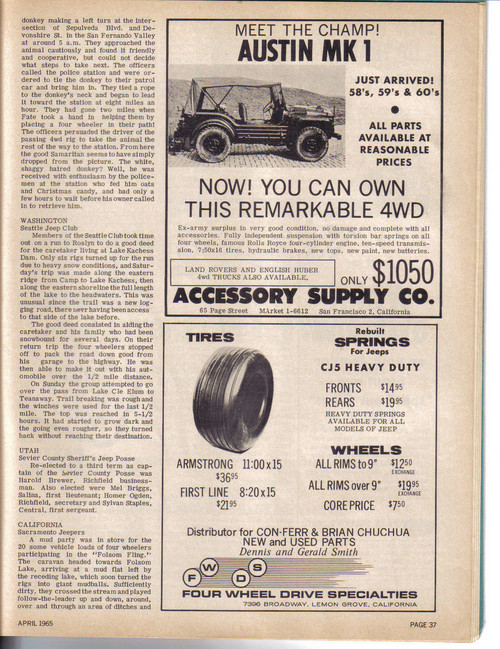 donkey making a left turn at the inter-
section of Sepulveda Blvd. and De-
vonshire St. in the San Fernando Valley
at around 5 a.m. They approached the
animal cautiously and found it friendly
and cooperative, but could not decide
what steps to take next. The officers
called the police station and were or-
dered to tie the donkey to their patrol
car and bring him in. They tied a rope
to the donkey's neck and began to lead
it toward the station at eight miles an
hour. They had gone two miles when
Fate took a hand in helping them by
placing a four wheeler in their path!
The officers persuaded the driver of the
passing 4wd rig to take the animal the
rest of the way to the station. From here
the good Samaritan seems to have simply
dropped from the picture. The white,
shaggy haired donkey? Well, he was
received with enthusiasm by the police-
men at the station who fed him oats
and Christmas candy, and had only a
few hours to wait before his owner called
in to retrieve him.
WASHINGTON
Seattle Jeep Club
Members of the Seattle Club took time
out on a run to Roslyn to do a good deed
for the caretaker living at Lake Kachess
Dam. Only six rigs turned up for the run
due to heavy snow conditions, and Satur-
day's trip was made along the eastern
ridge from Camp to Lake Kachess, then
along the eastern shoreline the full length
of the lake to the headwaters. This was
unusual since the trail was a new log-
ging road, there never having been access
to that side of the lake before.
The good deed consisted in aiding the
caretaker and his family who had been
snowbound for several days. On their
return trip the four wheelers stopped
off to pack the road down good from
his garage to the highway. He was
then able to make it out with his aut-
omobile over the 1/2 mile distance.
On Sunday the group attempted to go
over the pass from Lake Cle Elum to
Teanaway. Trail breaking was rough and
the winches were used for the last 1/2
mile. The top was reached in 5-1/2
hours. It had started to grow dark and
the going even rougher, so they turned
back without reaching their destination.
UTAH
Sevier County Sheriff's Jeep Posse
Re-elected to a third term as cap-
tain of the Sevier County Posse was
Harold Brewer, Richfield business-
man. Also elected were Mel Briggs,
Salina, first lieutenant; Homer Ogden,
Richfield, secretary and Sylvan Staples,
Central, first sergeant.
CALIFORNIA
Sacramento Jeepers
A mud party was in store for the
20 some vehicle loads of four wheelers
participating in the "Folsom Fling."
The caravan headed towards Folsom
Lake, arriving at a mud flat left by
the receding lake, which soon turned the
rigs into giant mudballs. Sufficiently
dirty, they crossed the stream and played
follow-the-leader up and down, around,
over and through an area of ditches and
MEET THE CHAMP!
AUSTIN MK 1
JUST ARRIVED!
58's, 59's & 60's
ALL PARTS
AVAILABLE AT
REASONABLE
PRICES
NOW! YOU CAN OWN
THIS REMARKABLE 4WD
Ex-army surplus in very good condition, no damage and complete with all
accessories. Fully independent suspension with torsion bar springs on all
four wheels, famous Rolls Royce four-cylinder engine, ten-speed transmis-
sion, 7:50x16 tires, hydraulic brakes, new tops, new paint, new batteries.
LAND ROVERS AND ENGLISH HUBER
4wd TRUCKS ALSO AVAILABLE,
ONLY $1050
ACCESSORY SUPPLY CO.
65 Page Street MArket 1-6612 San Francisco 2, California
TIRES
ARMSTRONG 11:00 x 15
$36.95
FIRST LINE 8:20 x 15
$21.95
Rebuilt
SPRINGS
For Jeeps
CJ5 HEAVY DUTY
FRONTS $14.95
REARS $19.95
HEAVY DUTY SPRINGS
AVAILABLE FOR ALL
MODELS OF JEEP
WHEELS
ALL RIMS to 9" $12.50
EXCHANGE
ALL RIMS over 9" $19.95
EXCHANGE
CORE PRICE $7.50
Distributor for CON-FERR & BRIAN CHUCHUA
NEW and USED PARTS
Dennis and Gerald Smith
F W D S
FOUR WHEEL DRIVE SPECIALTIES
7396 BROADWAY, LEMON GROVE, CALIFORNIA
APRIL 1965
PAGE 37